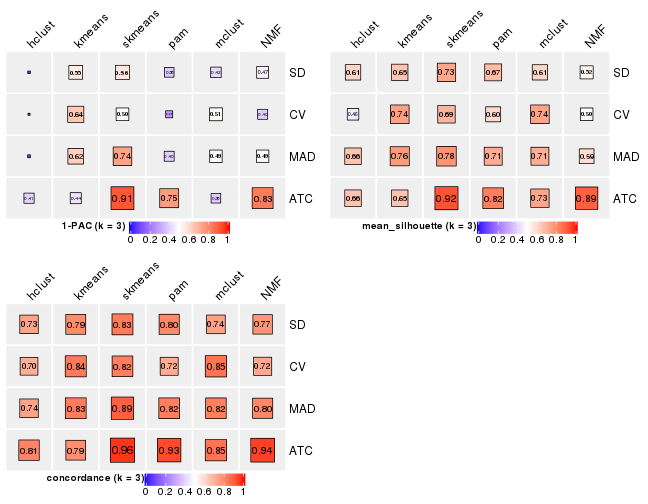 hclust kmeans skmeans pam mclust NMF
0.55 0.56 0.47 SD
0.64 0.50 0.51 CV
0.62 0.74 0.49 0.49 MAD
0.41 0.44 0.91 0.75 0.83 ATC
1-PAC (k = 3)
0 0.2 0.4 0.6 0.8 1
hclust kmeans skmeans pam mclust NMF
0.61 0.65 0.73 0.67 0.61 0.52 SD
0.46 0.74 0.69 0.60 0.74 0.50 CV
0.66 0.76 0.78 0.71 0.71 0.59 MAD
0.66 0.65 0.92 0.82 0.73 0.89 ATC
mean_silhouette (k = 3)
0 0.2 0.4 0.6 0.8 1
hclust kmeans skmeans pam mclust NMF
0.73 0.79 0.83 0.80 0.74 0.77 SD
0.70 0.84 0.82 0.72 0.85 0.72 CV
0.74 0.83 0.89 0.82 0.82 0.80 MAD
0.81 0.79 0.96 0.93 0.85 0.94 ATC
concordance (k = 3)
0 0.2 0.4 0.6 0.8 1